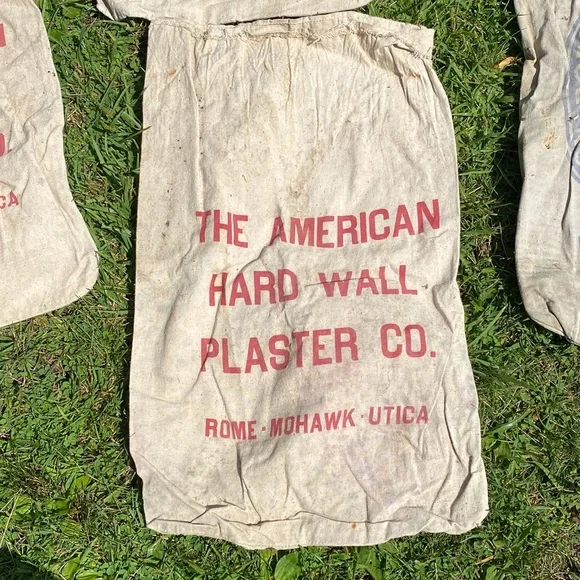 THE AMERICAN
HARD WALL
PLASTER CO.
ROME · MOHAWK · UTICA